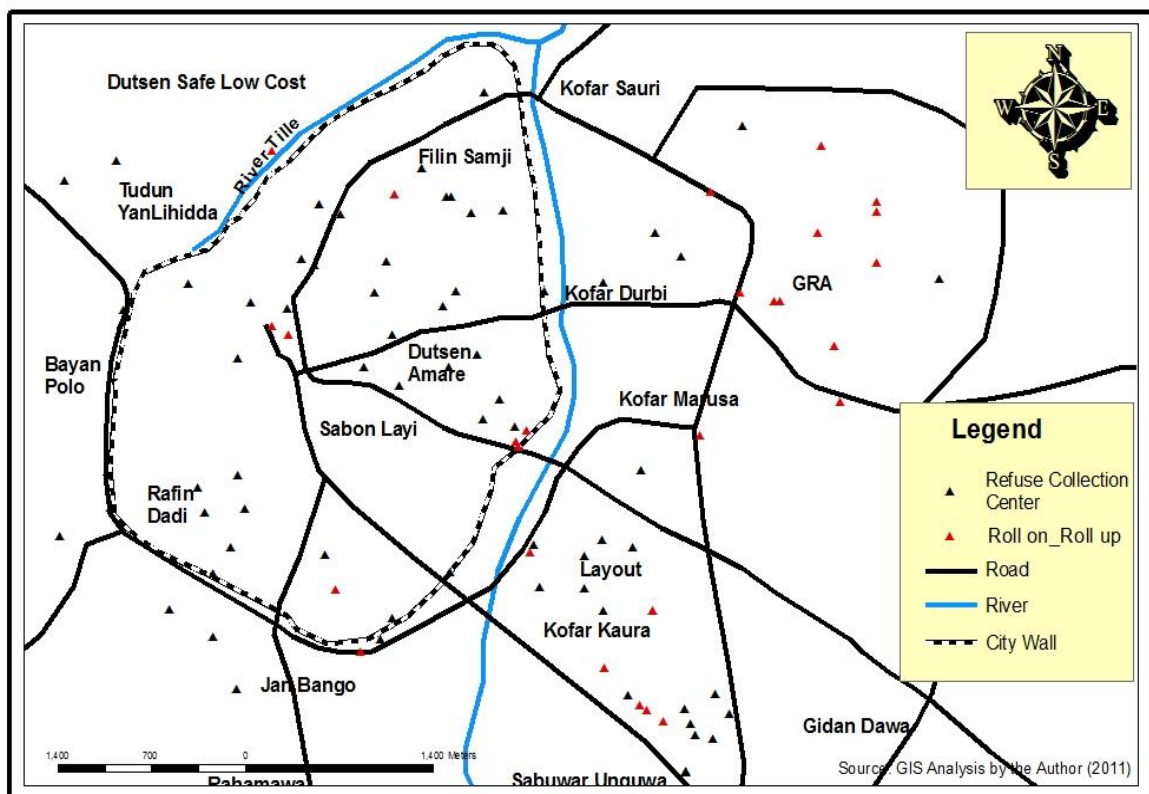 N
W E
S
Kofar Sauri
Dutsen Safe Low Cost
River Tille
Filin Samji
Tudun
YanLihidda
GRA
Kofar Durbi
Dutsen
Amare
Bayan
Polo
Kofar Marusa
Sabon Layi
Rafin
Dadi
Layout
Kofar Kaura
Jan Bango
Gidan Dawa
Sabuwar Unguwa
Rahamawa
1,400 700 0 1,400 Meters
Legend
Refuse Collection
Center
Roll on_Roll up
Road
River
City Wall
Source: GIS Analysis by the Author (2011)